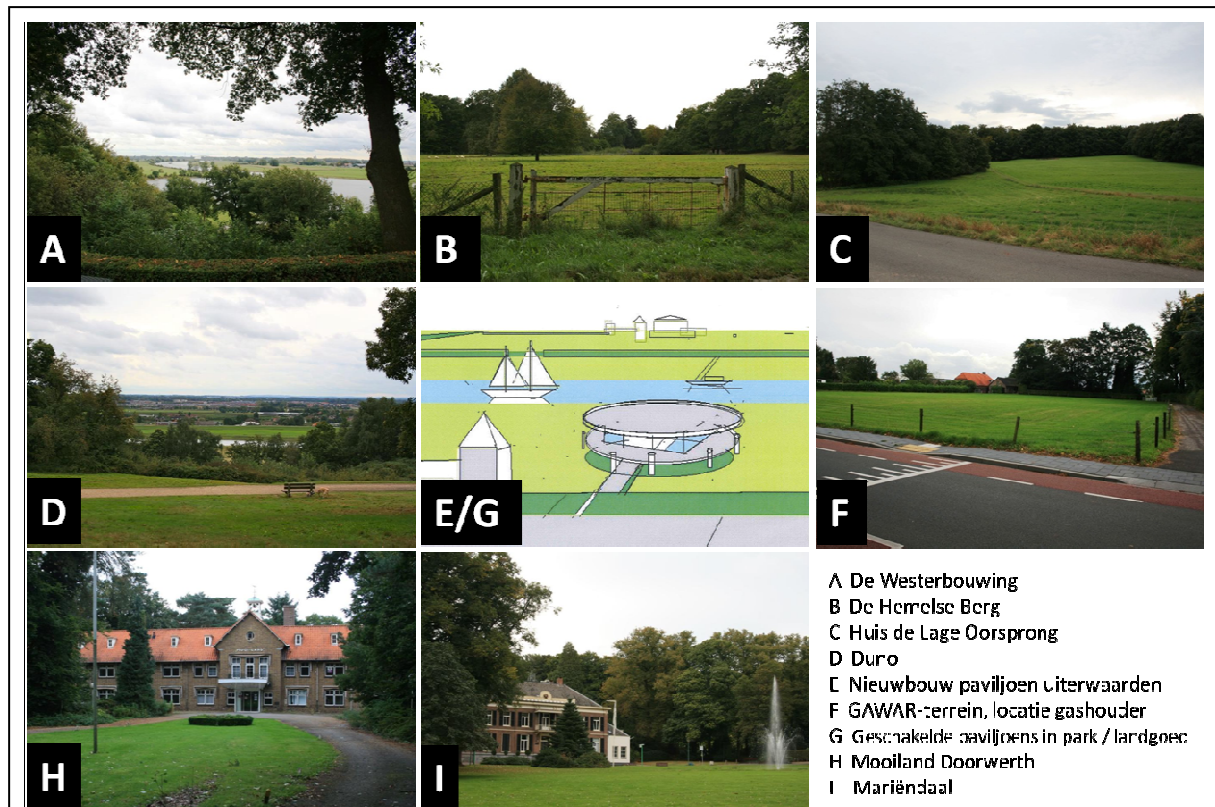 A
B
C
D
E/G
F
H
I
A De Westerbouwing
B De Hemelse Berg
C Huis de Lage Oorsprong
D Duno
E Nieuwbouw paviljoen uiterwaarden
F GAWAR-terrein, locatie gashouder
G Geschakelde paviljoens in park / landgoed
H Mooiland Doorwerth
I Mariëndaal